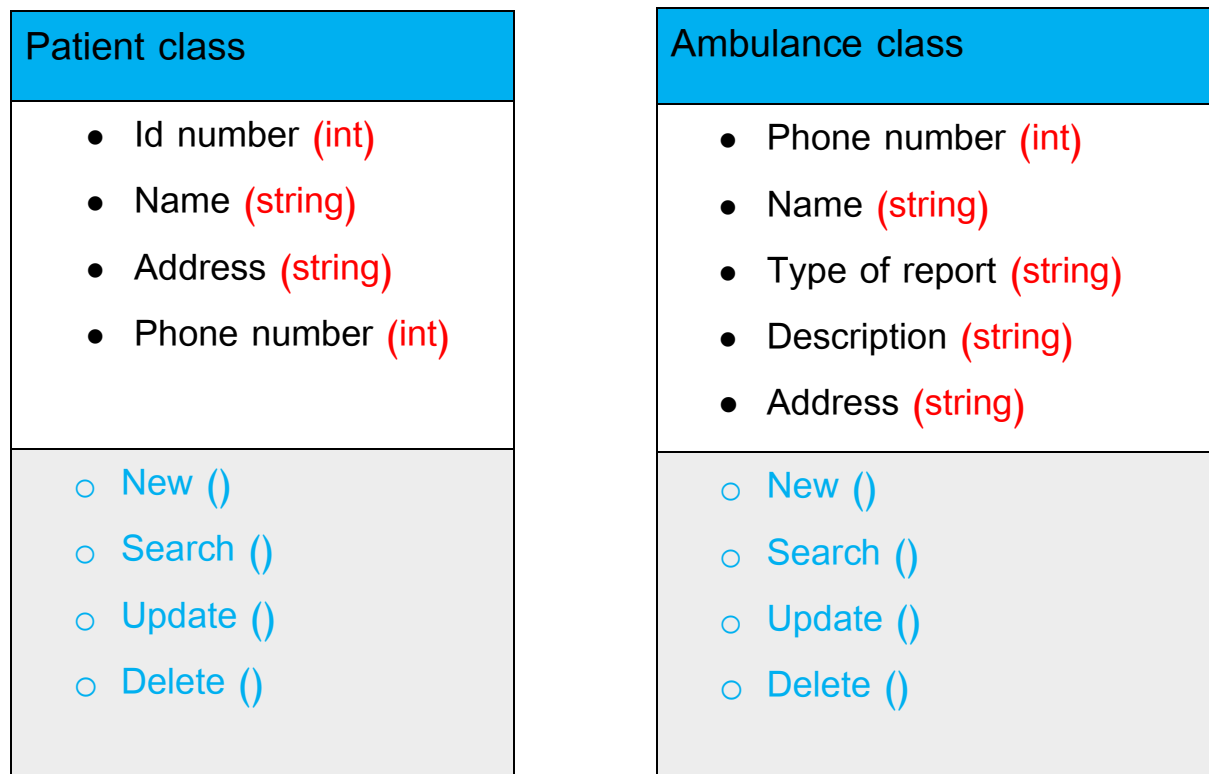 Patient class
● Id number (int)
● Name (string)
● Address (string)
● Phone number (int)
○ New ()
○ Search ()
○ Update ()
○ Delete ()
Ambulance class
● Phone number (int)
● Name (string)
● Type of report (string)
● Description (string)
● Address (string)
○ New ()
○ Search ()
○ Update ()
○ Delete ()